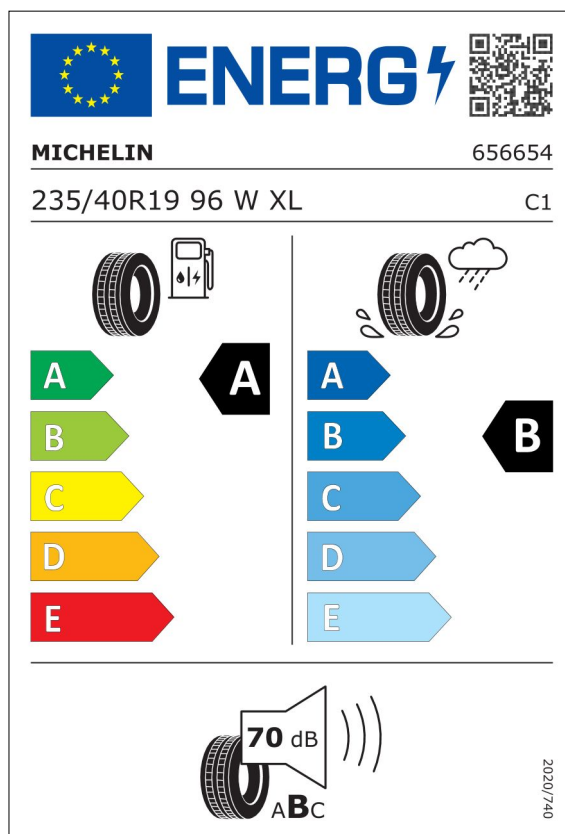 ENERG
MICHELIN 656654
235/40R19 96 W XL C1
A A
B
C
D
E
A
B B
C
D
E
70 dB
ABC
2020/740